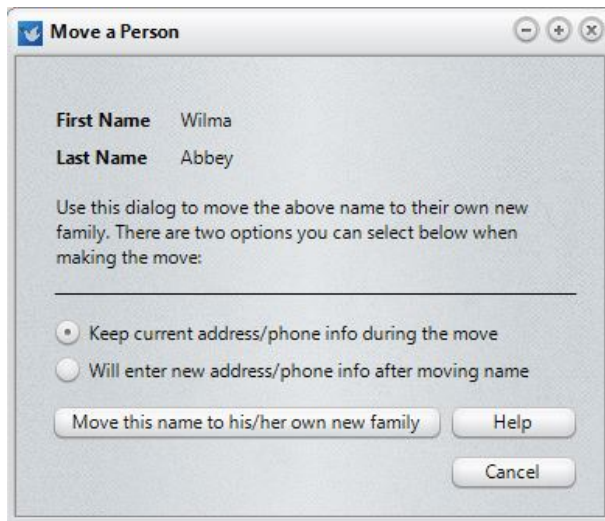 Move a Person
First Name Wilma
Last Name Abbey
Use this dialog to move the above name to their own new
family. There are two options you can select below when
making the move:
Keep current address/phone info during the move
Will enter new address/phone info after moving name
Move this name to his/her own new family Help
Cancel